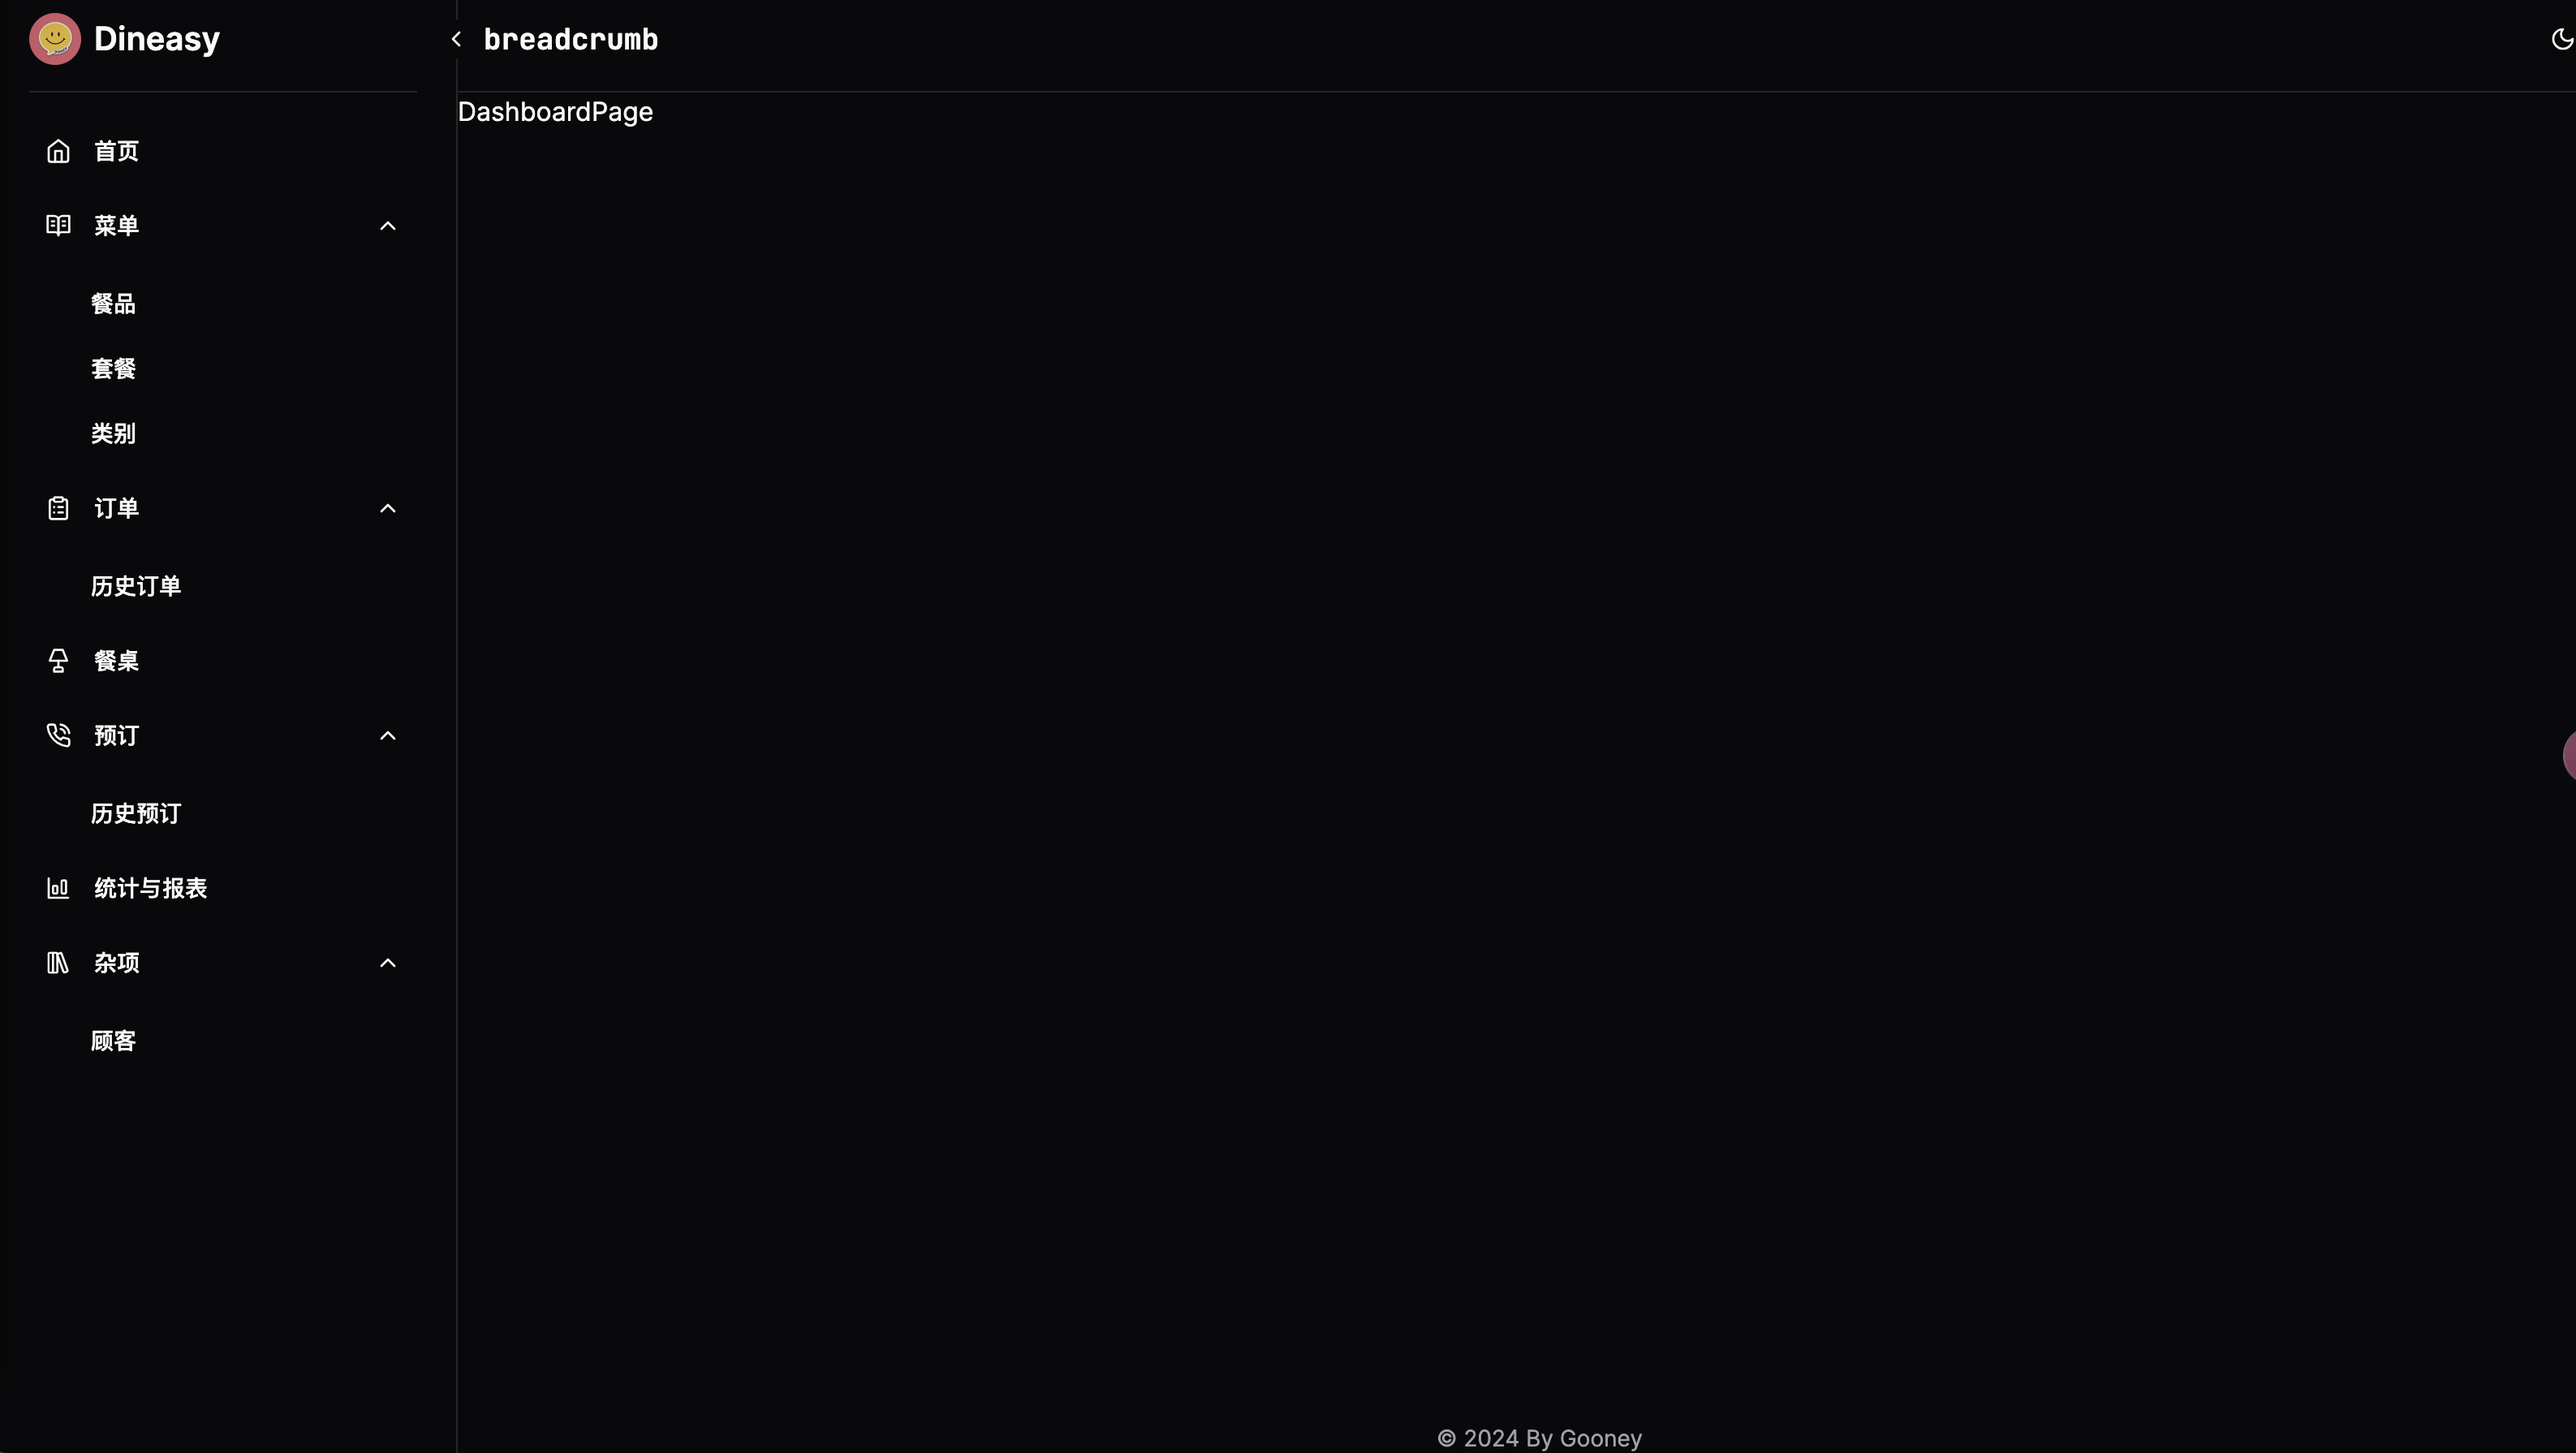 Dineasy
breadcrumb
DashboardPage
首页
菜单
餐品
套餐
类别
订单
历史订单
餐桌
预订
历史预订
统计与报表
杂项
顾客
© 2024 By Gooney